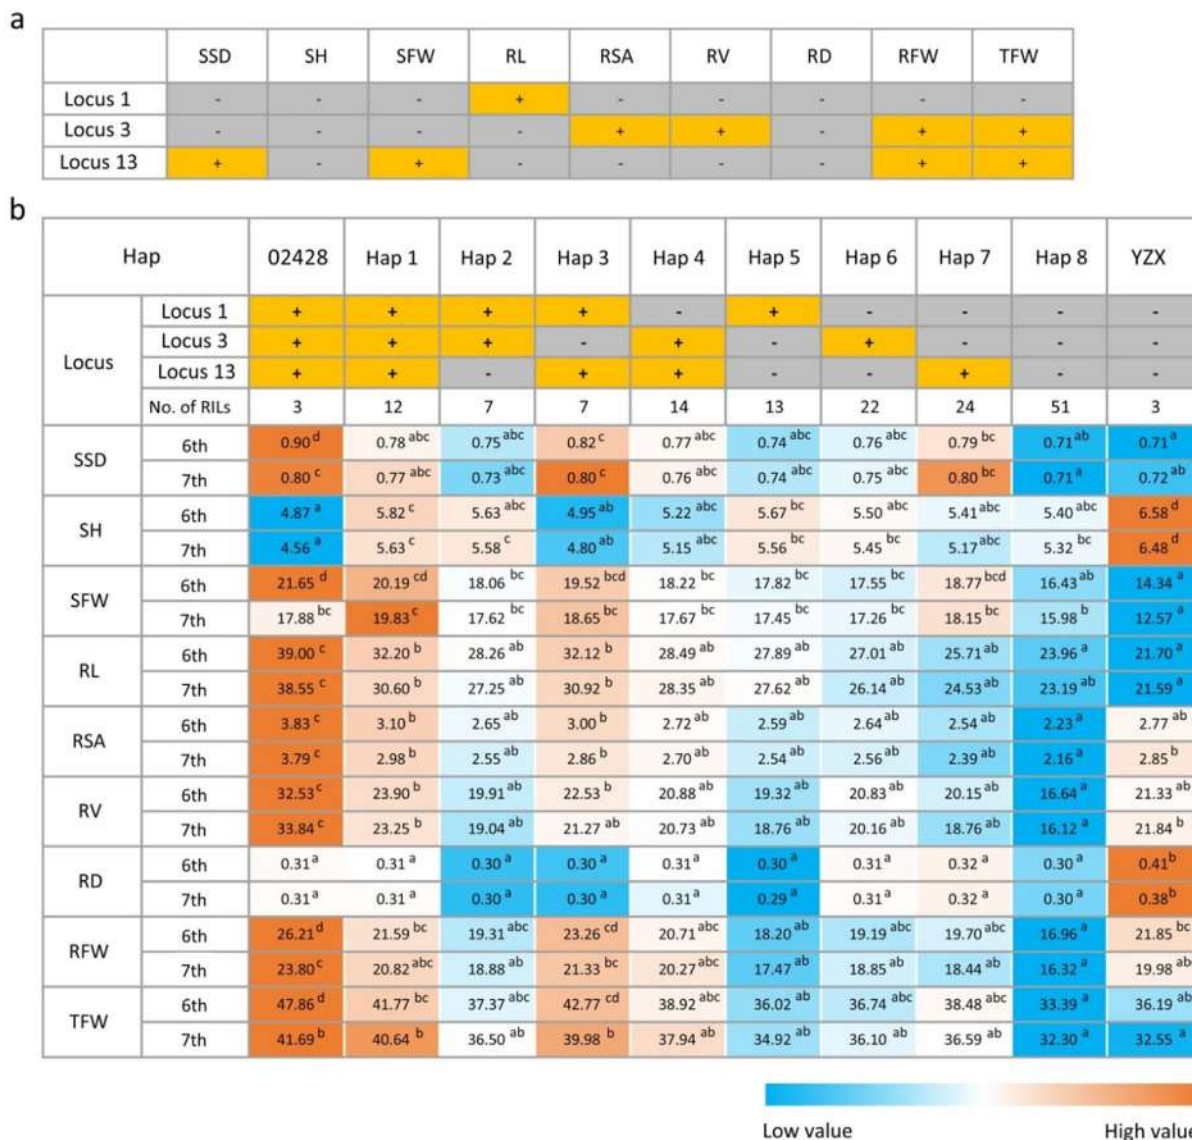 a
SSD SH SFW RL RSA RV RD RFW TFW
Locus 1 - - - + - - - - -
Locus 3 - - - - + + - + +
Locus 13 + - + - - - - + +
b
Hap 02428 Hap 1 Hap 2 Hap 3 Hap 4 Hap 5 Hap 6 Hap 7 Hap 8 YZX
Locus
Locus 1 + + + + - + - - - -
Locus 3 + + + - + - + - - -
Locus 13 + + - + + - - + - -
No. of RILs 3 12 7 7 14 13 22 24 51 3
SSD
6th 0.90 d 0.78 abc 0.75 abc 0.82 c 0.77 abc 0.74 abc 0.76 abc 0.79 bc 0.71 ab 0.71 a
7th 0.80 c 0.77 abc 0.73 abc 0.80 c 0.76 abc 0.74 abc 0.75 abc 0.80 bc 0.71 a 0.72 ab
SH
6th 4.87 a 5.82 c 5.63 abc 4.95 ab 5.22 abc 5.67 bc 5.50 abc 5.41 abc 5.40 abc 6.58 d
7th 4.56 a 5.63 c 5.58 c 4.80 ab 5.15 abc 5.56 bc 5.45 bc 5.17 abc 5.32 bc 6.48 d
SFW
6th 21.65 d 20.19 cd 18.06 bc 19.52 bcd 18.22 bc 17.82 bc 17.55 bc 18.77 bcd 16.43 ab 14.34 a
7th 17.88 bc 19.83 c 17.62 bc 18.65 bc 17.67 bc 17.45 bc 17.26 bc 18.15 bc 15.98 b 12.57 a
RL
6th 39.00 c 32.20 b 28.26 ab 32.12 b 28.49 ab 27.89 ab 27.01 ab 25.71 ab 23.96 a 21.70 a
7th 38.55 c 30.60 b 27.25 ab 30.92 b 28.35 ab 27.62 ab 26.14 ab 24.53 ab 23.19 ab 21.59 a
RSA
6th 3.83 c 3.10 b 2.65 ab 3.00 b 2.72 ab 2.59 ab 2.64 ab 2.54 ab 2.23 a 2.77 ab
7th 3.79 c 2.98 b 2.55 ab 2.86 b 2.70 ab 2.54 ab 2.56 ab 2.39 ab 2.16 a 2.85 b
RV
6th 32.53 c 23.90 b 19.91 ab 22.53 b 20.88 ab 19.32 ab 20.83 ab 20.15 ab 16.64 a 21.33 ab
7th 33.84 c 23.25 b 19.04 ab 21.27 ab 20.73 ab 18.76 ab 20.16 ab 18.76 ab 16.12 a 21.84 b
RD
6th 0.31 a 0.31 a 0.30 a 0.30 a 0.31 a 0.30 a 0.31 a 0.32 a 0.30 a 0.41 b
7th 0.31 a 0.31 a 0.30 a 0.30 a 0.31 a 0.29 a 0.31 a 0.32 a 0.30 a 0.38 b
RFW
6th 26.21 d 21.59 bc 19.31 abc 23.26 cd 20.71 abc 18.20 ab 19.19 abc 19.70 abc 16.96 a 21.85 bc
7th 23.80 c 20.82 abc 18.88 ab 21.33 bc 20.27 abc 17.47 ab 18.85 ab 18.44 ab 16.32 a 19.98 abc
TFW
6th 47.86 d 41.77 bc 37.37 abc 42.77 cd 38.92 abc 36.02 ab 36.74 abc 38.48 abc 33.39 a 36.19 ab
7th 41.69 b 40.64 b 36.50 ab 39.98 b 37.94 ab 34.92 ab 36.10 ab 36.59 ab 32.30 a 32.55 a
Low value High value